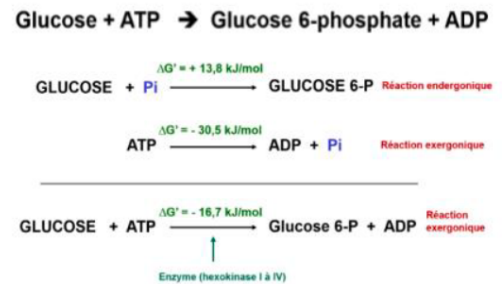 Glucose + ATP → Glucose 6-phosphate + ADP
ΔG' = + 13,8 kJ/mol
GLUCOSE + Pi → GLUCOSE 6-P Réaction endergonique
ΔG' = - 30,5 kJ/mol
ATP → ADP + Pi Réaction exergonique
ΔG' = - 16,7 kJ/mol
GLUCOSE + ATP → Glucose 6-P + ADP Réaction
exergonique
Enzyme (hexokinase I à IV)